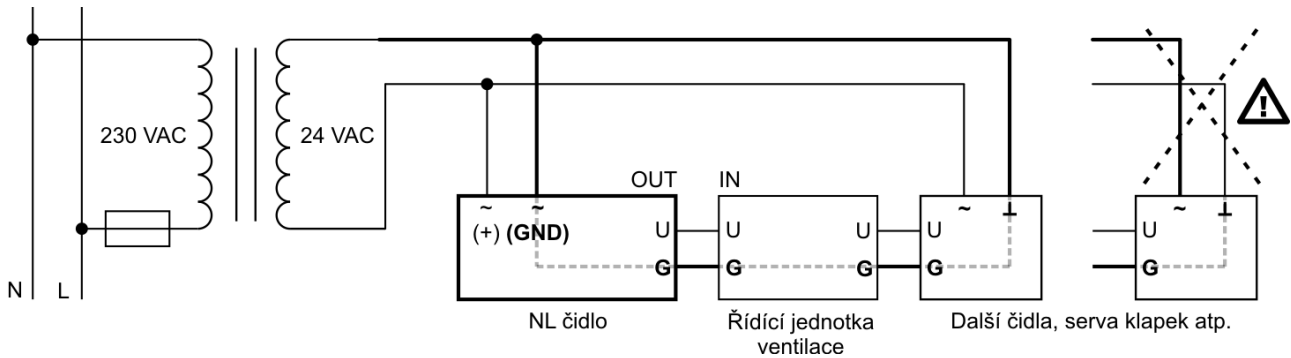 230 VAC
24 VAC
OUT
IN
~
~
~
⊥
~
⊥
(+) (GND)
U
U
U
U
U
G
G
G
G
G
N
L
NL čidlo
Řídící jednotka
ventilace
Další čidla, serva klapek atp.
!